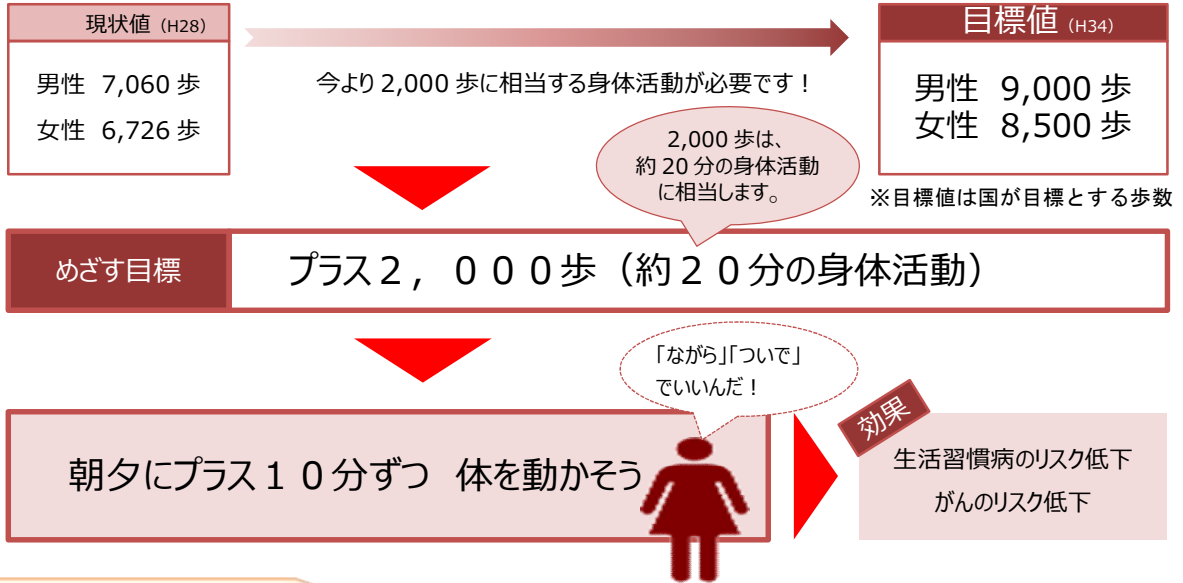 現状値（H28）
男性 7,060 歩
女性 6,726 歩
今より 2,000 歩に相当する身体活動が必要です！
目標値（H34）
男性 9,000 歩
女性 8,500 歩
※目標値は国が目標とする歩数
2,000 歩は、
約 20 分の身体活動
に相当します。
めざす目標
プラス２，０００歩（約２０分の身体活動）
「ながら」「ついで」
でいいんだ！
朝夕にプラス１０分ずつ 体を動かそう
効果
生活習慣病のリスク低下
がんのリスク低下